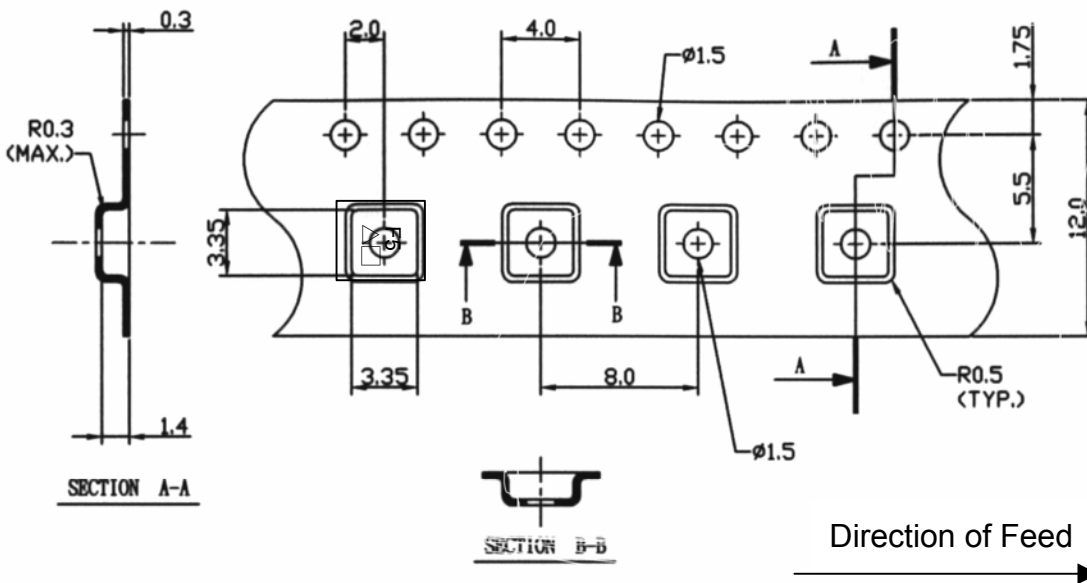 0.3
2.0
4.0
ø1.5
A
1.75
R0.3
(MAX.)
3.35
5.5
12.0
B
B
3.35
8.0
A
R0.5
(TYP.)
1.4
ø1.5
SECTION A-A
SECTION B-B
Direction of Feed